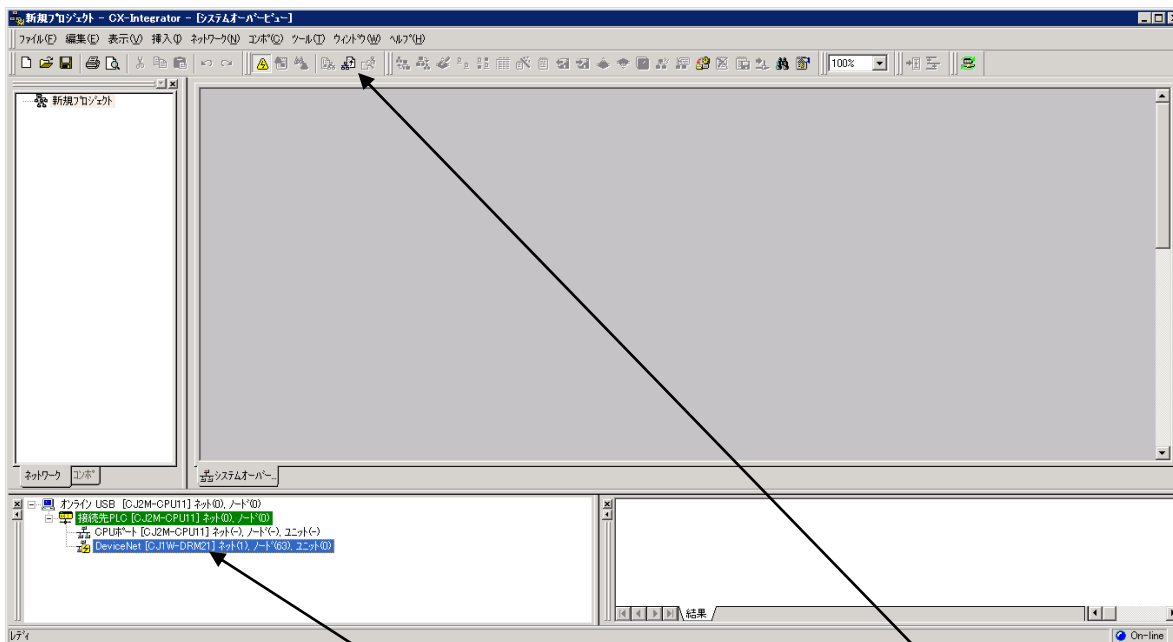 新規プロジェクト - CX-Integrator - [システムオーバービュー]
ファイル(F) 編集(E) 表示(V) 挿入(I) ネットワーク(N) コンポ(C) ツール(T) ウィンドウ(W) ヘルプ(H)
100%
新規プロジェクト
ネットワーク コンポ
システムオーバー...
オンライン USB [CJ2M-CPU11] ネット(0), ノード(0)
接続先PLC [CJ2M-CPU11] ネット(0), ノード(0)
CPUポート [CJ2M-CPU11] ネット(-), ノード(-), ユニット(-)
DeviceNet [CJ1W-DRM21] ネット(1), ノード(63), ユニット(0)
結果
レディ
On-line